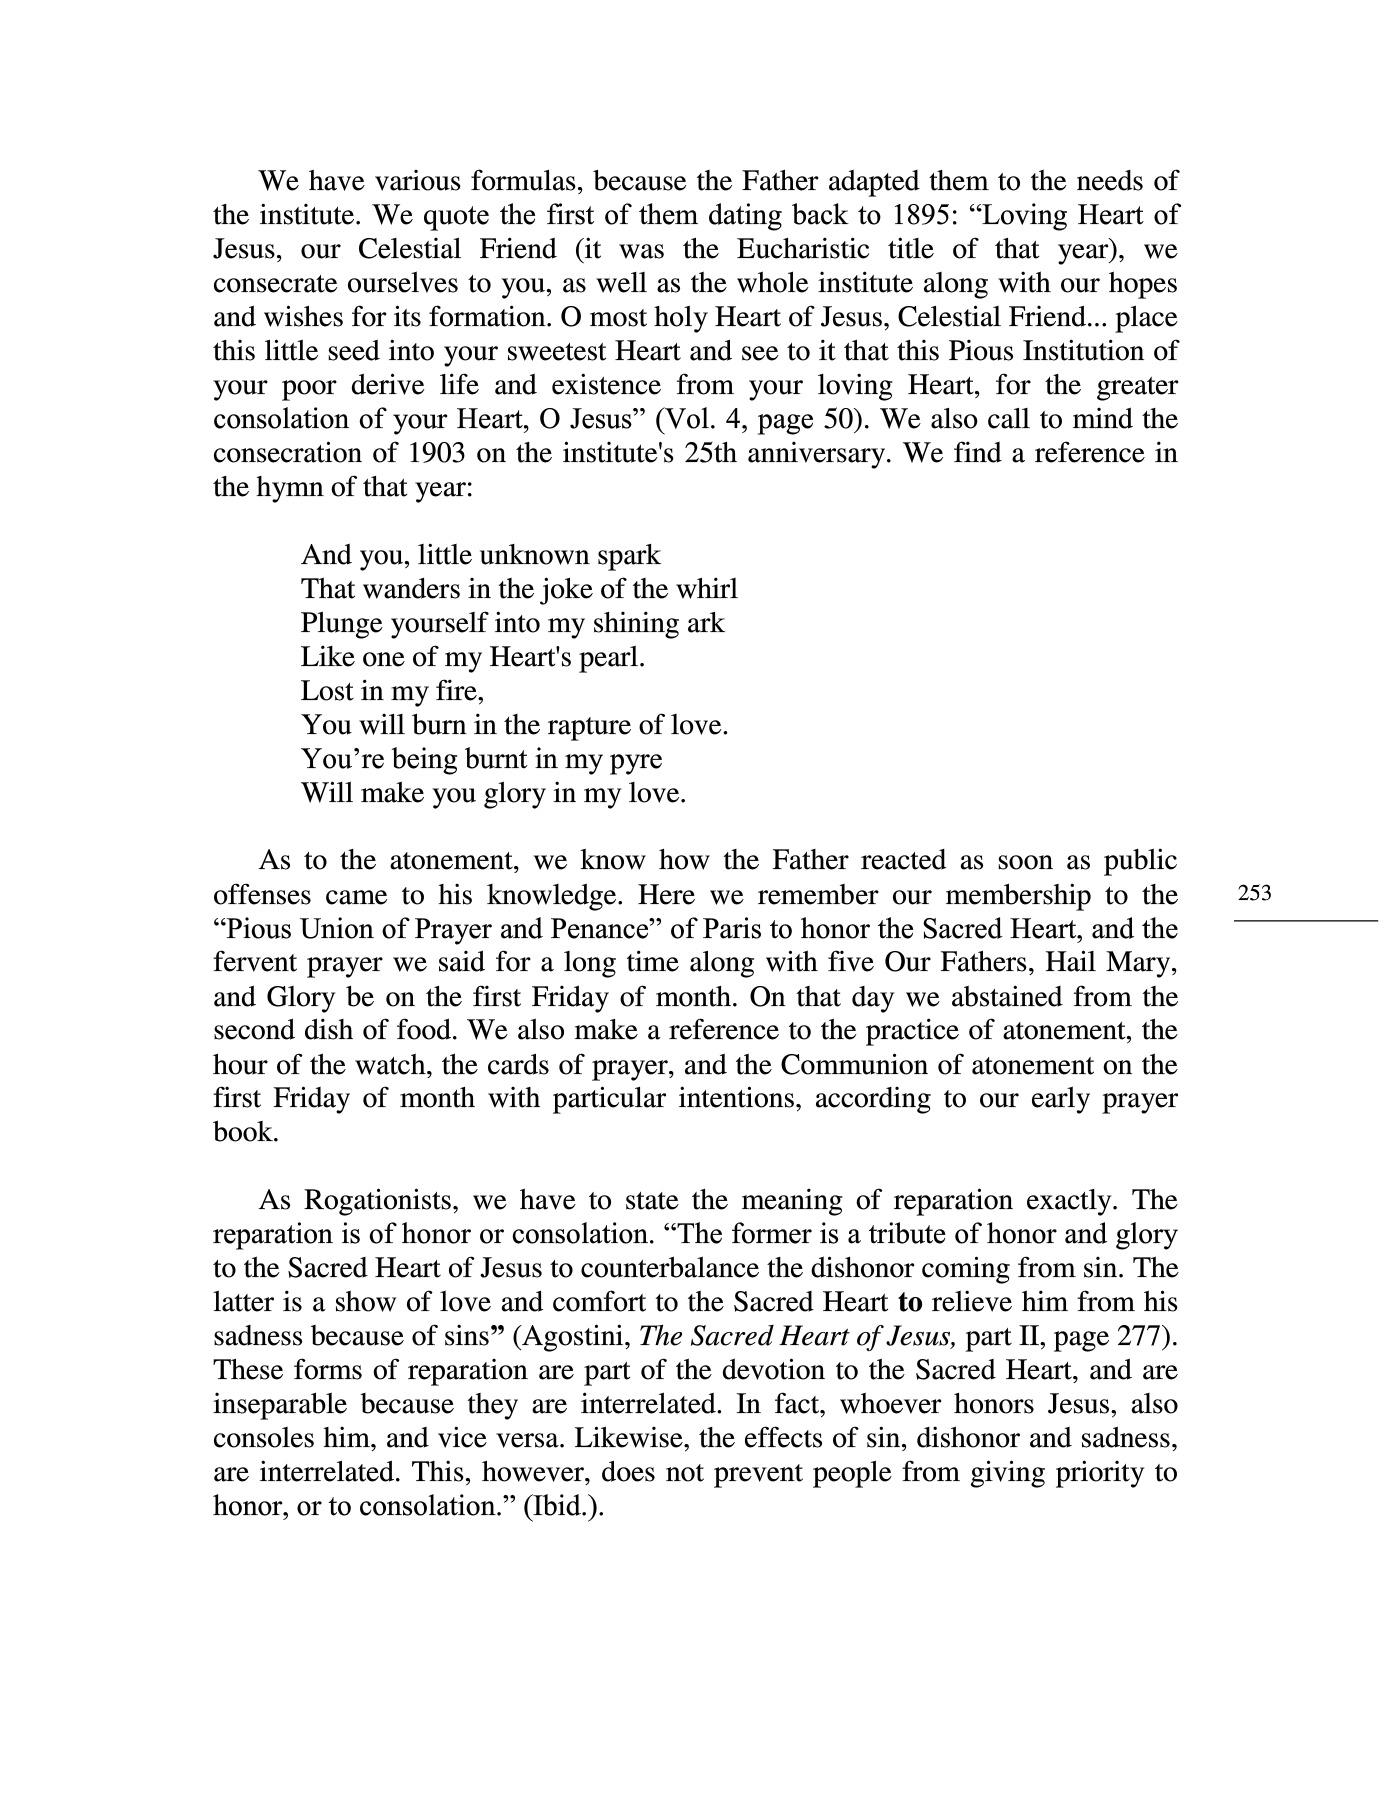 We have various formulas, because the Father adapted them to the needs of
the institute. We quote the first of them dating back to 1895: “Loving Heart of
Jesus, our Celestial Friend (it was the Eucharistic title of that year), we
consecrate ourselves to you, as well as the whole institute along with our hopes
and wishes for its formation. O most holy Heart of Jesus, Celestial Friend... place
this little seed into your sweetest Heart and see to it that this Pious Institution of
your poor derive life and existence from your loving Heart, for the greater
consolation of your Heart, O Jesus” (Vol. 4, page 50). We also call to mind the
consecration of 1903 on the institute's 25th anniversary. We find a reference in
the hymn of that year:
And you, little unknown spark
That wanders in the joke of the whirl
Plunge yourself into my shining ark
Like one of my Heart's pearl.
Lost in my fire,
You will burn in the rapture of love.
You’re being burnt in my pyre
Will make you glory in my love.
As to the atonement, we know how the Father reacted as soon as public
offenses came to his knowledge. Here we remember our membership to the
“Pious Union of Prayer and Penance” of Paris to honor the Sacred Heart, and the
fervent prayer we said for a long time along with five Our Fathers, Hail Mary,
and Glory be on the first Friday of month. On that day we abstained from the
second dish of food. We also make a reference to the practice of atonement, the
hour of the watch, the cards of prayer, and the Communion of atonement on the
first Friday of month with particular intentions, according to our early prayer
book.
253
As Rogationists, we have to state the meaning of reparation exactly. The
reparation is of honor or consolation. “The former is a tribute of honor and glory
to the Sacred Heart of Jesus to counterbalance the dishonor coming from sin. The
latter is a show of love and comfort to the Sacred Heart to relieve him from his
sadness because of sins” (Agostini, The Sacred Heart of Jesus, part II, page 277).
These forms of reparation are part of the devotion to the Sacred Heart, and are
inseparable because they are interrelated. In fact, whoever honors Jesus, also
consoles him, and vice versa. Likewise, the effects of sin, dishonor and sadness,
are interrelated. This, however, does not prevent people from giving priority to
honor, or to consolation.” (Ibid.).